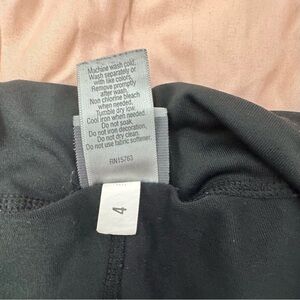 Machine wash cold.
Wash separately or
with like colors.
Remove promptly
after wash.
Non chlorine bleach
when needed.
Tumble dry low.
Cool iron when needed.
Do not soak.
Do not iron decoration.
Do not dry clean.
Do not use fabric softener.
RN15763
4